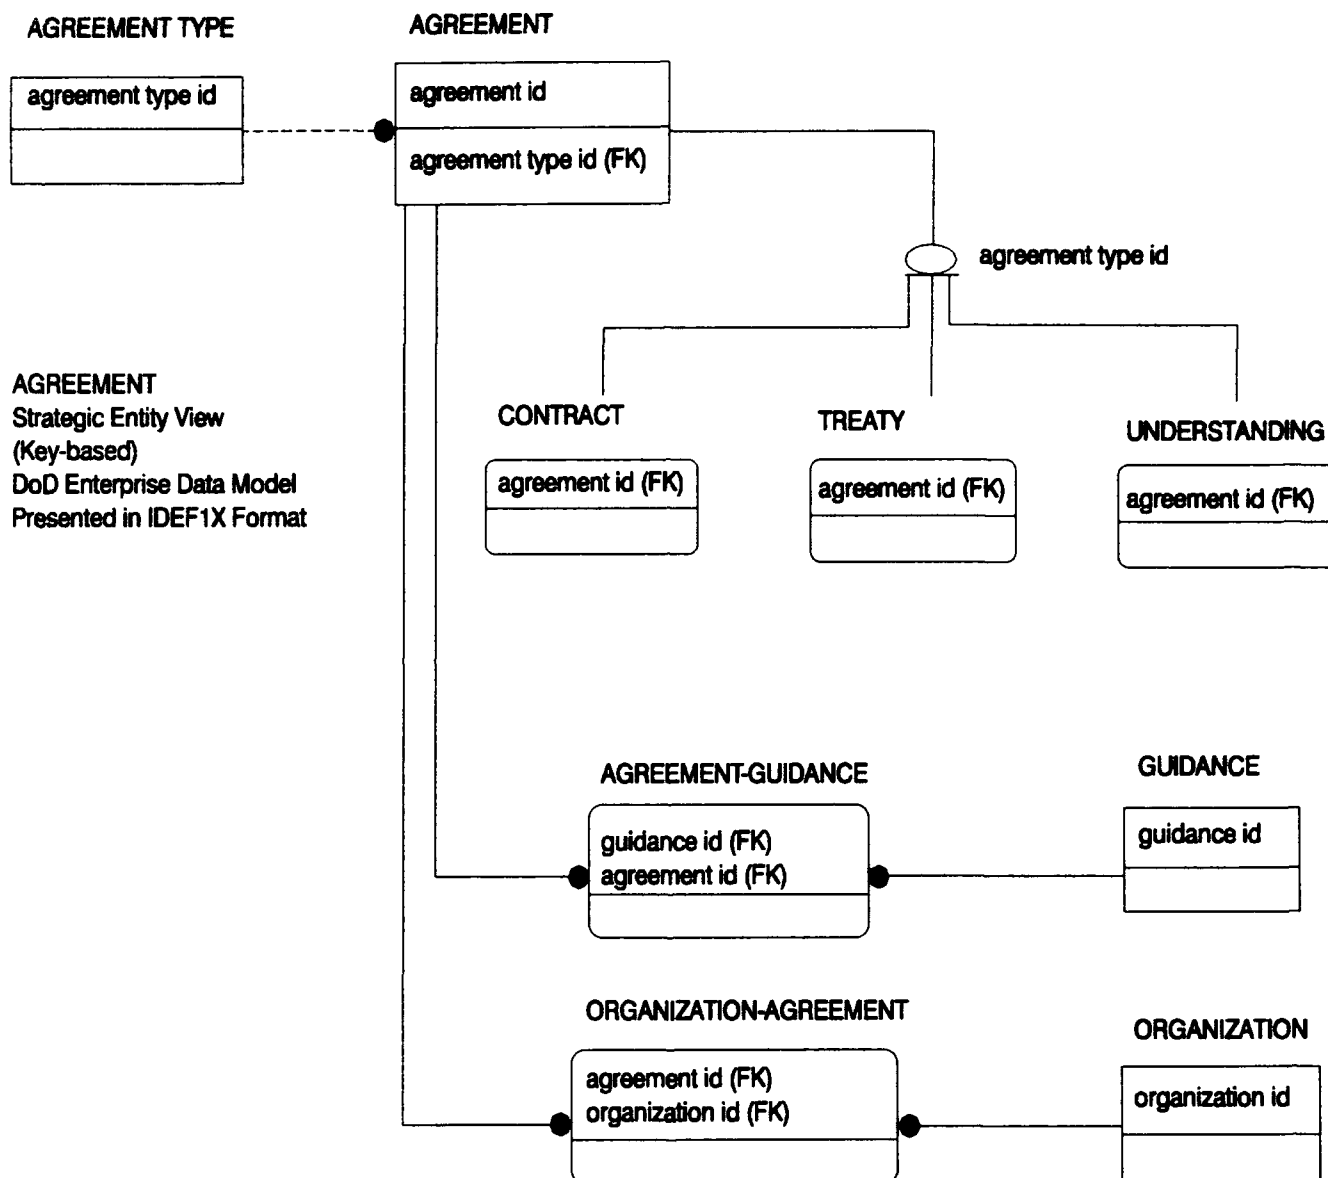 AGREEMENT TYPE
agreement type id
AGREEMENT
agreement id
agreement type id (FK)
agreement type id
AGREEMENT
Strategic Entity View
(Key-based)
DoD Enterprise Data Model
Presented in IDEF1X Format
CONTRACT
agreement id (FK)
TREATY
agreement id (FK)
UNDERSTANDING
agreement id (FK)
AGREEMENT-GUIDANCE
guidance id (FK)
agreement id (FK)
GUIDANCE
guidance id
ORGANIZATION-AGREEMENT
agreement id (FK)
organization id (FK)
ORGANIZATION
organization id